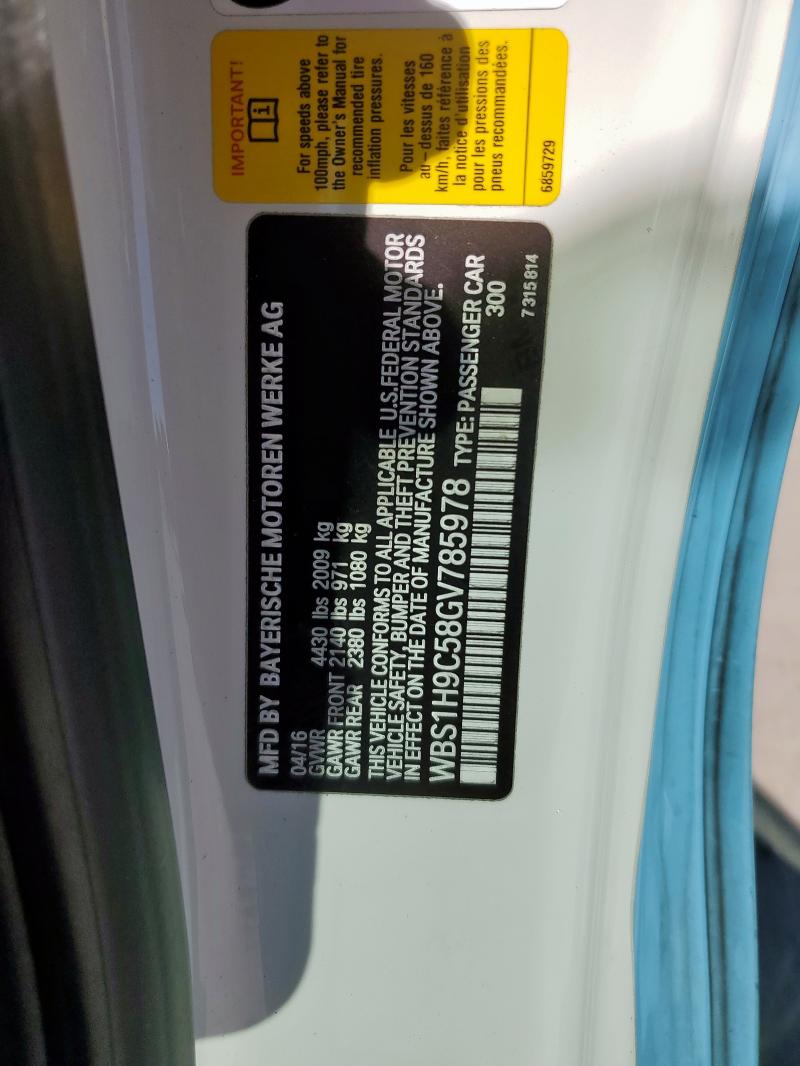 MFD BY BAYERISCHE MOTOREN WERKE AG
04/16
GVWR 4430 lbs 2009 kg
GAWR FRONT 2140 lbs 971 kg
GAWR REAR 2380 lbs 1080 kg
THIS VEHICLE CONFORMS TO ALL APPLICABLE U.S.FEDERAL MOTOR
VEHICLE SAFETY, BUMPER AND THEFT PREVENTION STANDARDS
IN EFFECT ON THE DATE OF MANUFACTURE SHOWN ABOVE.
WBS1H9C58GV785978 TYPE: PASSENGER CAR
300
7315814
IMPORTANT!
For speeds above
100mph, please refer to
the Owner's Manual for
recommended tire
inflation pressures.
Pour les vitesses
au - dessus de 160
km/h, faites référence à
la notice d'utilisation
pour les pressions des
pneus recommandées.
6859729